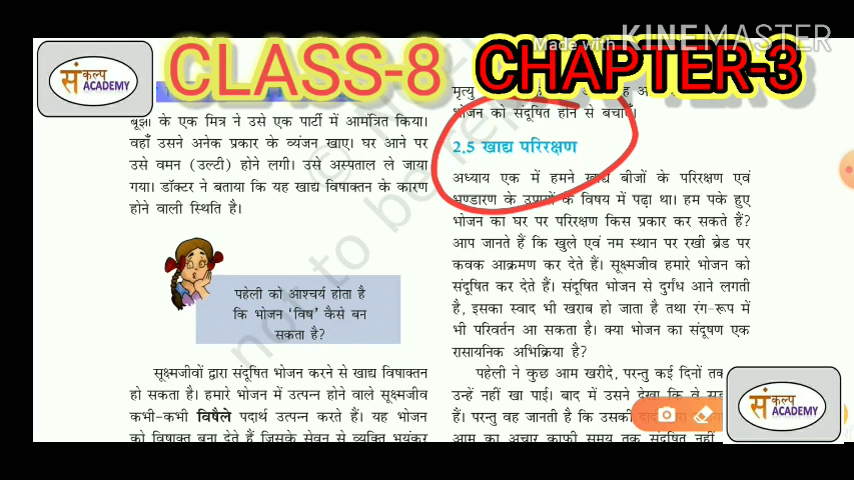 Made with KINEMASTER
CLASS-8
CHAPTER-3
संकल्प
ACADEMY
बूझो के एक मित्र ने उसे एक पार्टी में आमंत्रित किया।
वहाँ उसने अनेक प्रकार के व्यंजन खाए। घर आने पर
उसे वमन (उल्टी) होने लगी। उसे अस्पताल ले जाया
गया। डॉक्टर ने बताया कि यह खाद्य विषाक्तन के कारण
होने वाली स्थिति है।
पहेली को आश्चर्य होता है
कि भोजन ‘विष’ कैसे बन
सकता है?
सूक्ष्मजीवों द्वारा संदूषित भोजन करने से खाद्य विषाक्तन
हो सकता है। हमारे भोजन में उत्पन्न होने वाले सूक्ष्मजीव
कभी-कभी विषैले पदार्थ उत्पन्न करते हैं। यह भोजन
को विषाक्त बना देते हैं जिसके सेवन से व्यक्ति भयंकर
मृत्यु
भोजन को संदूषित होने से बचाएँ।
2.5 खाद्य परिरक्षण
अध्याय एक में हमने खाद्य बीजों के परिरक्षण एवं
भण्डारण के उपायों के विषय में पढ़ा था। हम पके हुए
भोजन का घर पर परिरक्षण किस प्रकार कर सकते हैं?
आप जानते हैं कि खुले एवं नम स्थान पर रखी ब्रेड पर
कवक आक्रमण कर देते हैं। सूक्ष्मजीव हमारे भोजन को
संदूषित कर देते हैं। संदूषित भोजन से दुर्गंध आने लगती
है, इसका स्वाद भी खराब हो जाता है तथा रंग-रूप में
भी परिवर्तन आ सकता है। क्या भोजन का संदूषण एक
रासायनिक अभिक्रिया है?
पहेली ने कुछ आम खरीदे, परन्तु कई दिनों तक
उन्हें नहीं खा पाई। बाद में उसने देखा कि वे
हैं। परन्तु वह जानती है कि उसकी
आम का अचार काफी समय तक संदूषित नहीं
संकल्प
ACADEMY
not to be